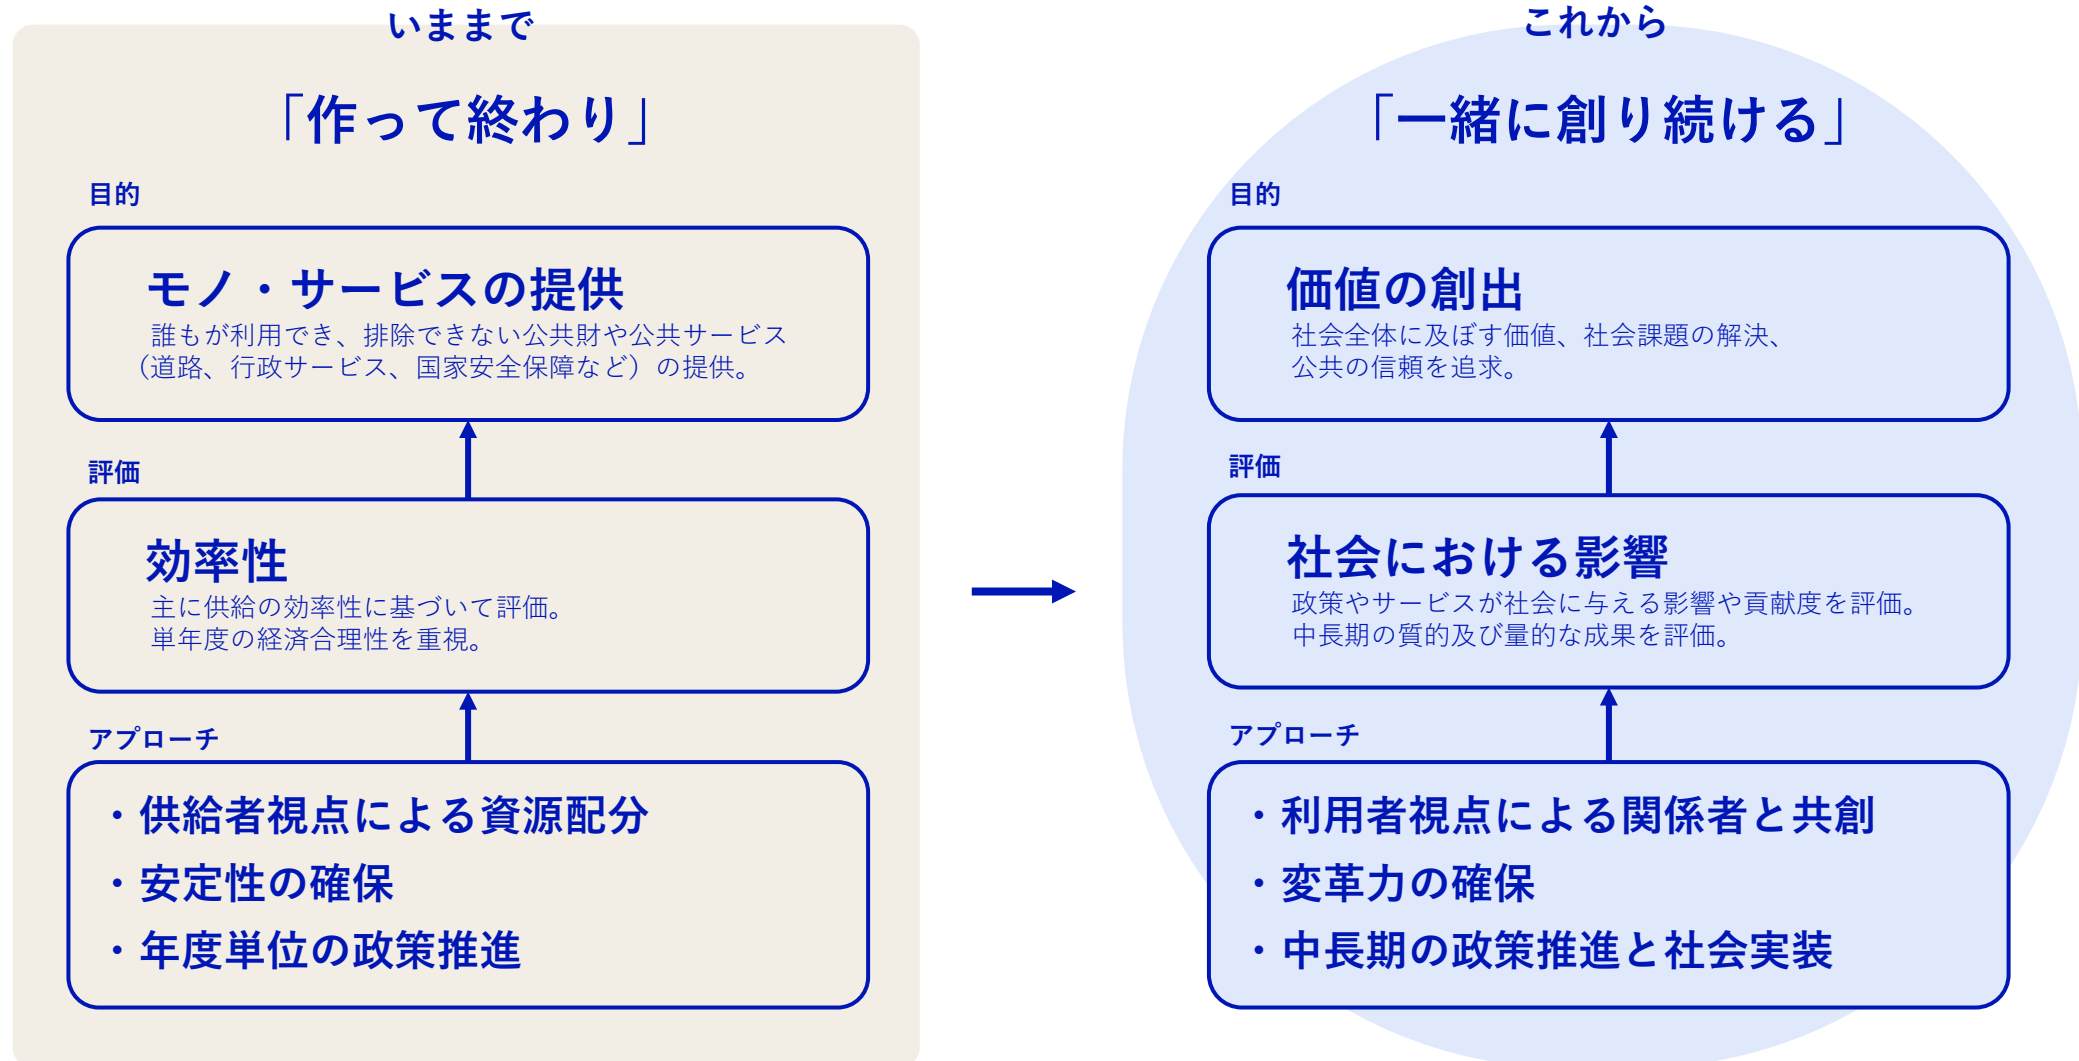 いままで
「作って終わり」
目的
モノ・サービスの提供
誰もが利用でき、排除できない公共財や公共サービス
（道路、行政サービス、国家安全保障など）の提供。
評価
効率性
主に供給の効率性に基づいて評価。
単年度の経済合理性を重視。
アプローチ
・供給者視点による資源配分
・安定性の確保
・年度単位の政策推進
これから
「一緒に創り続ける」
目的
価値の創出
社会全体に及ぼす価値、社会課題の解決、
公共の信頼を追求。
評価
社会における影響
政策やサービスが社会に与える影響や貢献度を評価。
中長期の質的及び量的な成果を評価。
アプローチ
・利用者視点による関係者と共創
・変革力の確保
・中長期の政策推進と社会実装